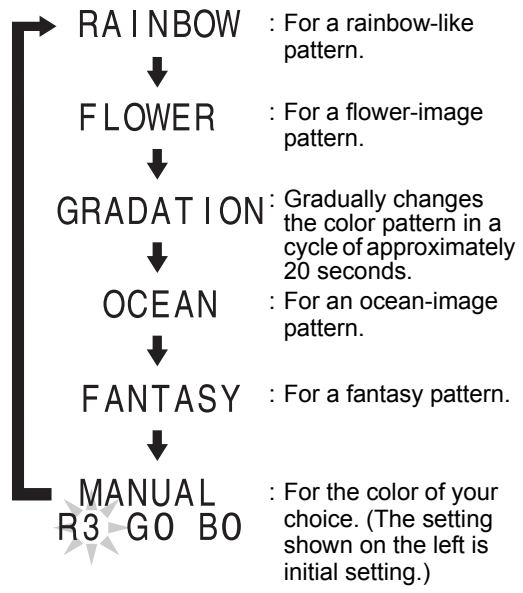 RAINBOW : For a rainbow-like
pattern.
FLOWER : For a flower-image
pattern.
GRADATION : Gradually changes
the color pattern in a
cycle of approximately
20 seconds.
OCEAN : For an ocean-image
pattern.
FANTASY : For a fantasy pattern.
MANUAL : For the color of your
R3 G0 B0 choice. (The setting
shown on the left is
initial setting.)